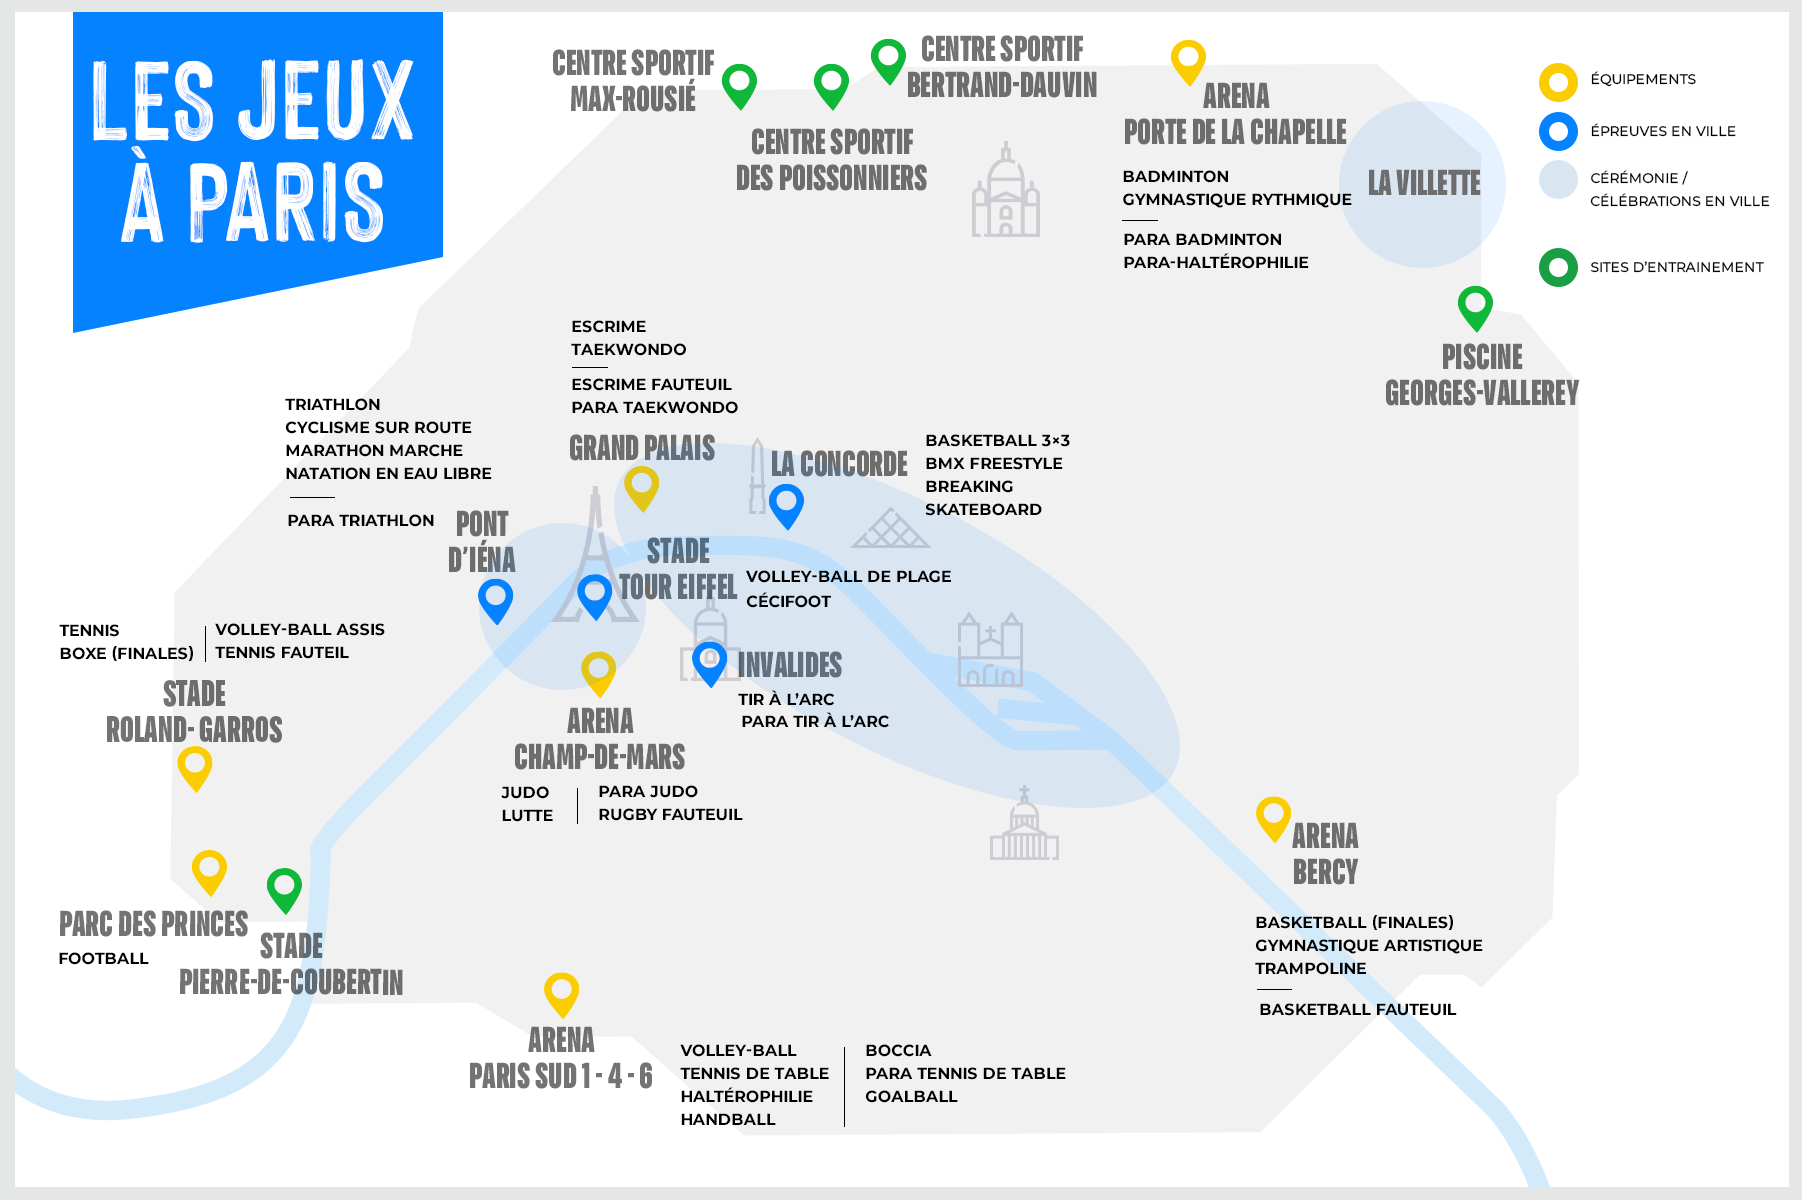 LES JEUX
À PARIS
CENTRE SPORTIF
MAX-ROUSIÉ
CENTRE SPORTIF
DES POISSONNIERS
CENTRE SPORTIF
BERTRAND-DAUVIN
ARENA
PORTE DE LA CHAPELLE
BADMINTON
GYMNASTIQUE RYTHMIQUE
PARA BADMINTON
PARA-HALTÉROPHILIE
LA VILLETTE
ÉQUIPEMENTS
ÉPREUVES EN VILLE
CÉRÉMONIE /
CÉLÉBRATIONS EN VILLE
SITES D'ENTRAINEMENT
PISCINE
GEORGES-VALLEREY
ESCRIME
TAEKWONDO
ESCRIME FAUTEUIL
PARA TAEKWONDO
GRAND PALAIS
TRIATHLON
CYCLISME SUR ROUTE
MARATHON MARCHE
NATATION EN EAU LIBRE
PARA TRIATHLON
PONT
D'IÉNA
LA CONCORDE
BASKETBALL 3×3
BMX FREESTYLE
BREAKING
SKATEBOARD
STADE
TOUR EIFFEL
VOLLEY-BALL DE PLAGE
CÉCIFOOT
TENNIS
BOXE (FINALES)
VOLLEY-BALL ASSIS
TENNIS FAUTEIL
STADE
ROLAND- GARROS
INVALIDES
TIR À L'ARC
PARA TIR À L'ARC
ARENA
CHAMP-DE-MARS
JUDO
LUTTE
PARA JUDO
RUGBY FAUTEUIL
ARENA
BERCY
BASKETBALL (FINALES)
GYMNASTIQUE ARTISTIQUE
TRAMPOLINE
BASKETBALL FAUTEUIL
PARC DES PRINCES
FOOTBALL
STADE
PIERRE-DE-COUBERTIN
ARENA
PARIS SUD 1 - 4 - 6
VOLLEY-BALL
TENNIS DE TABLE
HALTÉROPHILIE
HANDBALL
BOCCIA
PARA TENNIS DE TABLE
GOALBALL